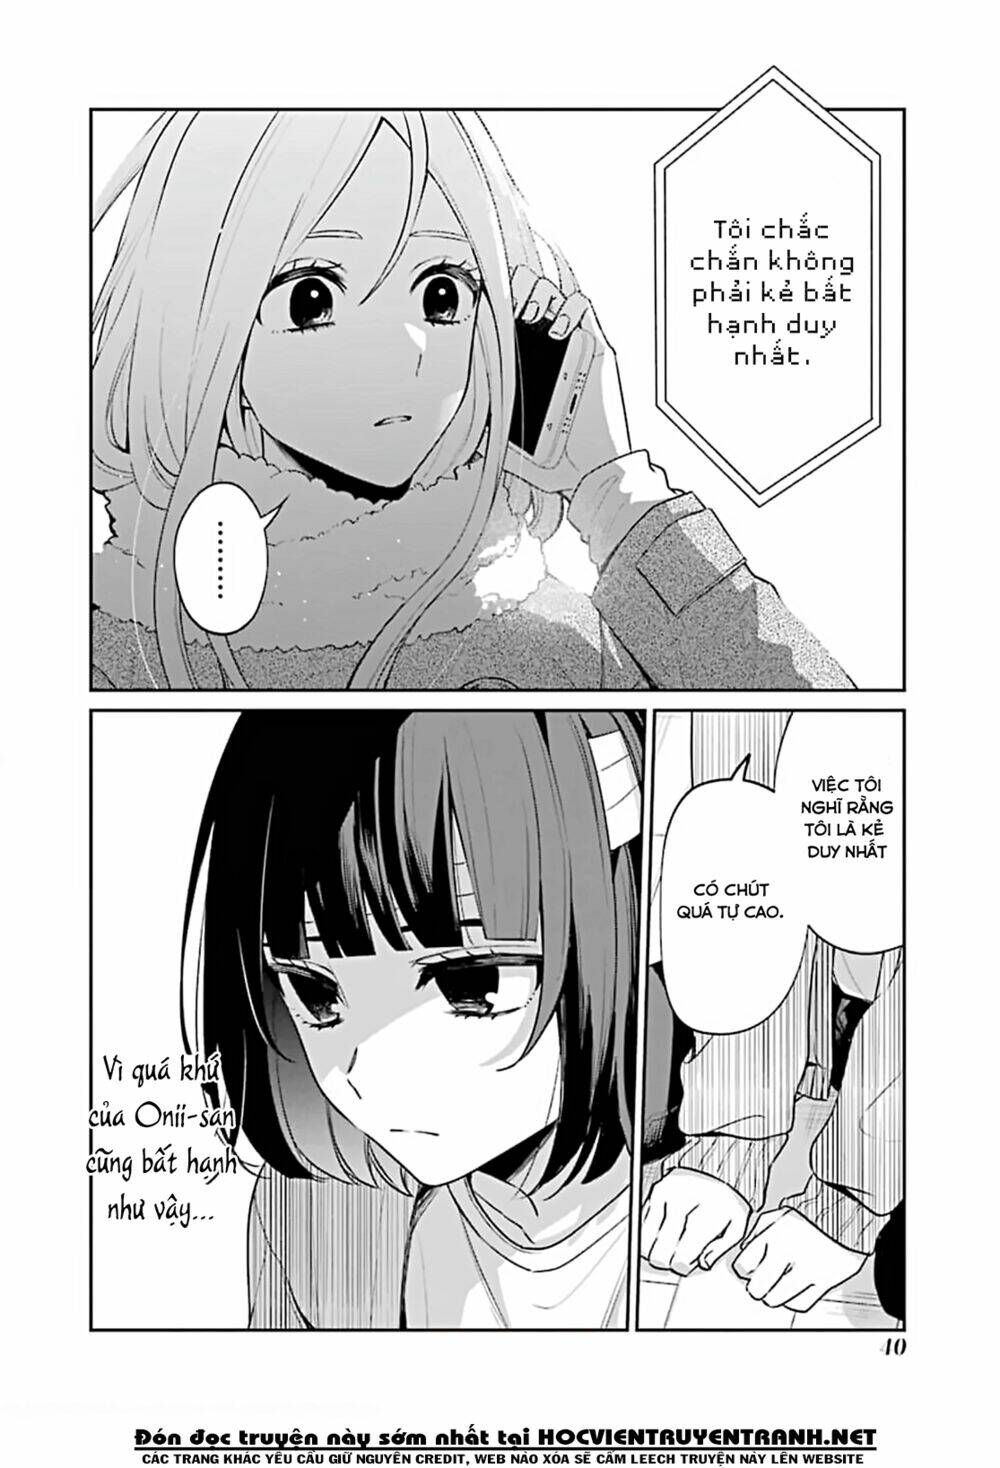 Tôi chắc
chắn không
phải kẻ bất
hạnh duy
nhất.
.........
VIỆC TÔI
NGHĨ RẰNG
TÔI LÀ KẺ
DUY NHẤT
CÓ CHÚT
QUÁ TỰ CAO.
Vì quá khứ
của Onii-san
cũng bất hạnh
như vậy...
40
Đón đọc truyện này sớm nhất tại HOCVIENTRUYENTRANH.NET
CÁC TRANG KHÁC YÊU CẦU GIỮ NGUYÊN CREDIT, WEB NÀO XÓA SẼ CẤM LEECH TRUYỆN NÀY LÊN WEBSITE